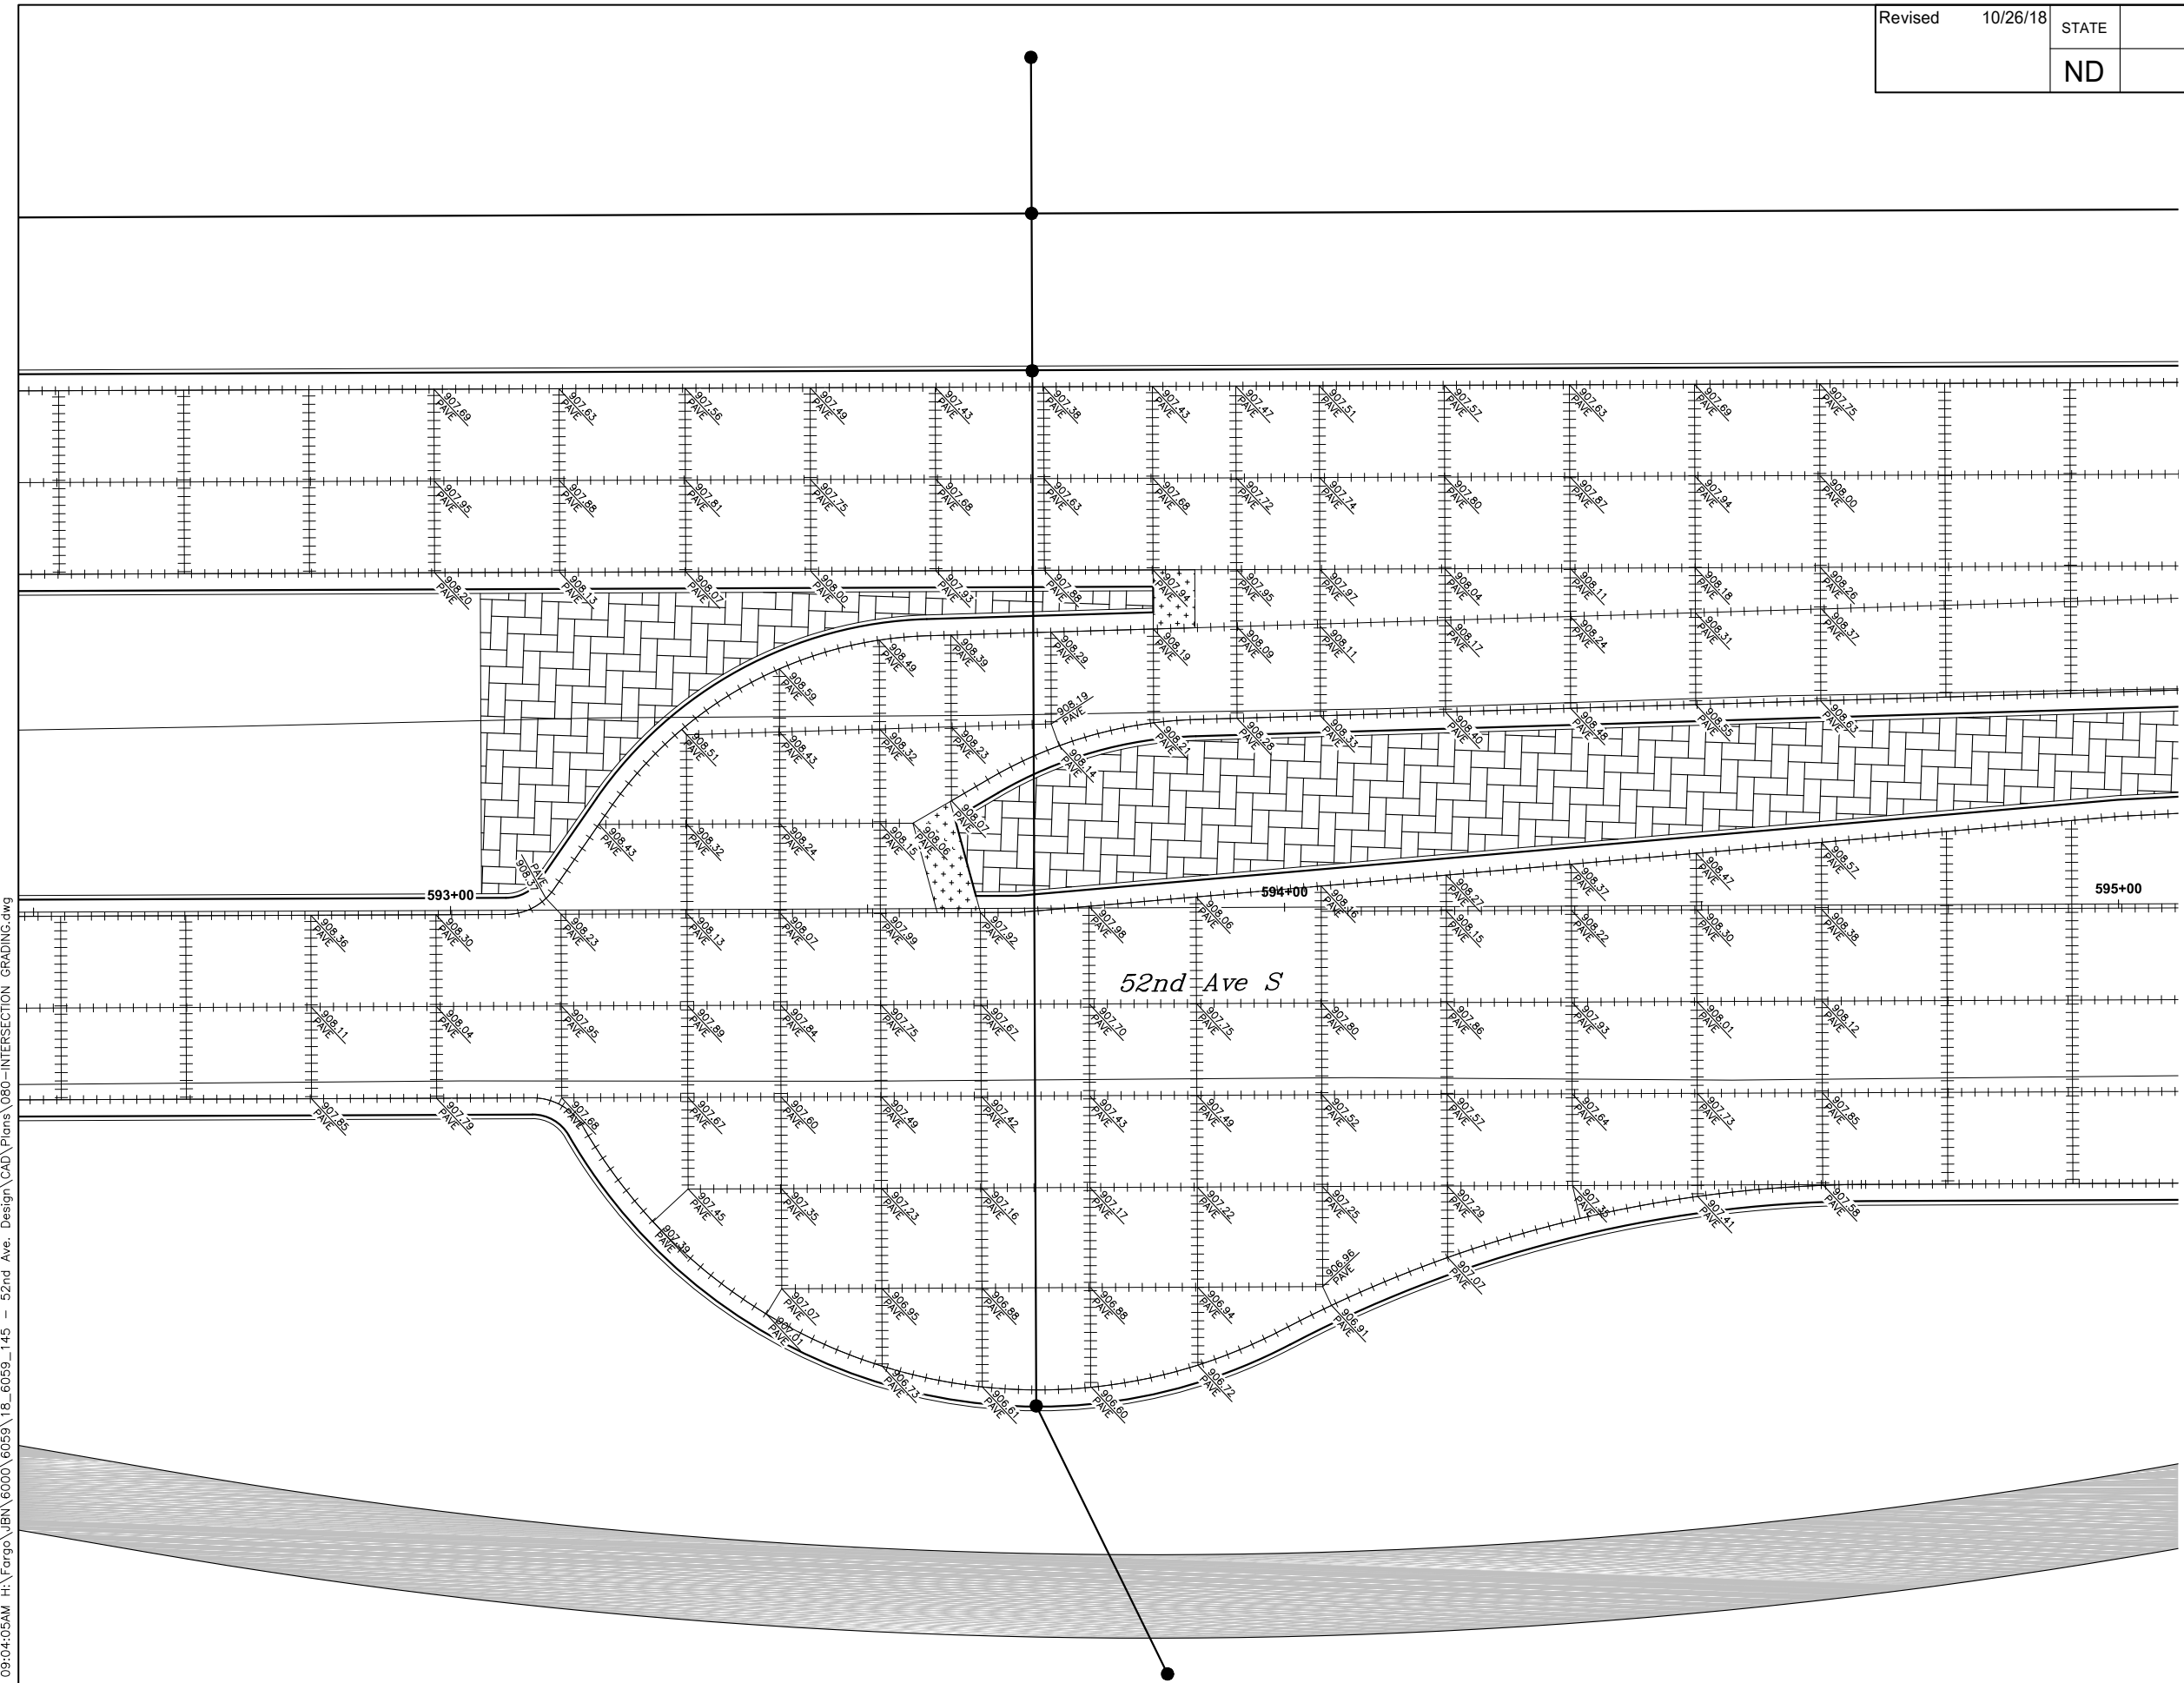 Revised 10/26/18
STATE
ND
907.69 PAVE
907.63 PAVE
907.56 PAVE
907.49 PAVE
907.43 PAVE
907.38 PAVE
907.43 PAVE
907.47 PAVE
907.51 PAVE
907.57 PAVE
907.63 PAVE
907.69 PAVE
907.75 PAVE
907.95 PAVE
907.88 PAVE
907.81 PAVE
907.75 PAVE
907.68 PAVE
907.63 PAVE
907.68 PAVE
907.72 PAVE
907.74 PAVE
907.80 PAVE
907.87 PAVE
907.94 PAVE
908.00 PAVE
908.20 PAVE
908.13 PAVE
908.07 PAVE
908.00 PAVE
907.93 PAVE
907.88 PAVE
907.94 PAVE
907.95 PAVE
907.97 PAVE
908.04 PAVE
908.11 PAVE
908.18 PAVE
908.26 PAVE
908.59 PAVE
908.49 PAVE
908.39 PAVE
908.29 PAVE
908.19 PAVE
908.09 PAVE
908.11 PAVE
908.17 PAVE
908.24 PAVE
908.31 PAVE
908.37 PAVE
908.51 PAVE
908.43 PAVE
908.32 PAVE
908.23 PAVE
908.19 PAVE
908.14 PAVE
908.21 PAVE
908.28 PAVE
908.33 PAVE
908.40 PAVE
908.48 PAVE
908.55 PAVE
908.63 PAVE
908.43 PAVE
908.32 PAVE
908.24 PAVE
908.15 PAVE
908.06 PAVE
908.07 PAVE
PAVE
593+00
594+00
595+00
908.36 PAVE
908.30 PAVE
908.23 PAVE
908.13 PAVE
908.07 PAVE
907.99 PAVE
907.92 PAVE
907.98 PAVE
908.06 PAVE
908.16 PAVE
908.27 PAVE
908.37 PAVE
908.47 PAVE
908.57 PAVE
908.15 PAVE
908.22 PAVE
908.30 PAVE
908.38 PAVE
52nd Ave S
908.11 PAVE
908.04 PAVE
907.95 PAVE
907.89 PAVE
907.84 PAVE
907.75 PAVE
907.67 PAVE
907.70 PAVE
907.75 PAVE
907.80 PAVE
907.86 PAVE
907.93 PAVE
908.01 PAVE
908.12 PAVE
907.85 PAVE
907.79 PAVE
907.68 PAVE
907.67 PAVE
907.60 PAVE
907.49 PAVE
907.42 PAVE
907.43 PAVE
907.49 PAVE
907.52 PAVE
907.57 PAVE
907.64 PAVE
907.73 PAVE
907.85 PAVE
907.39 PAVE
907.45 PAVE
907.35 PAVE
907.23 PAVE
907.16 PAVE
907.17 PAVE
907.22 PAVE
907.25 PAVE
907.29 PAVE
907.35 PAVE
907.41 PAVE
907.58 PAVE
907.01 PAVE
907.07 PAVE
906.95 PAVE
906.88 PAVE
906.88 PAVE
906.94 PAVE
906.96 PAVE
906.91 PAVE
907.07 PAVE
906.73 PAVE
906.61 PAVE
906.60 PAVE
906.72 PAVE
09:04:05AM H:\Fargo\JBN\6000\6059\18_6059_145 - 52nd Ave. Design\CAD\Plans\080-INTERSECTION GRADING.dwg